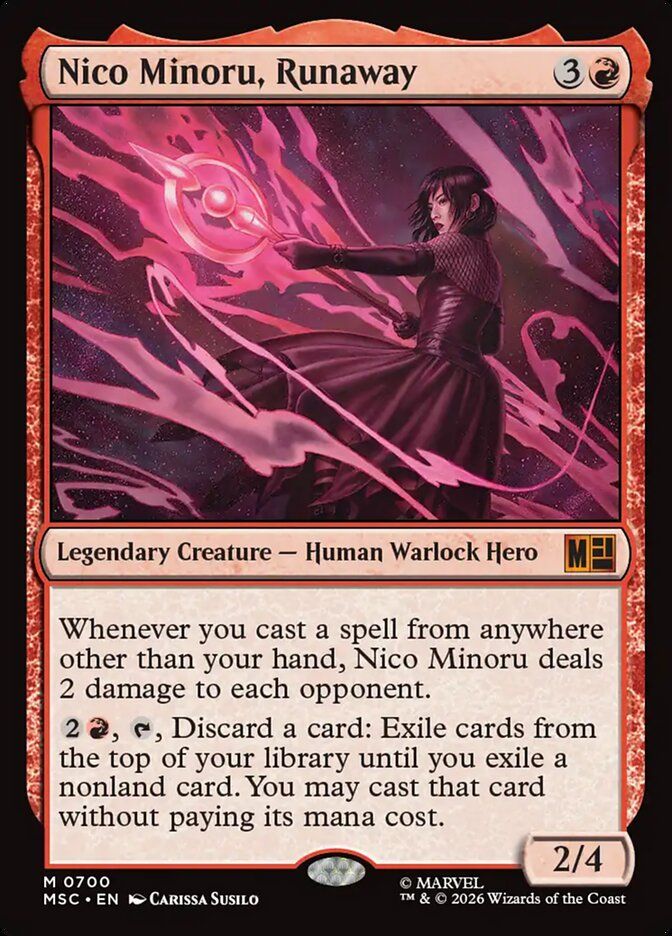 Nico Minoru, Runaway 3
Legendary Creature — Human Warlock Hero
Whenever you cast a spell from anywhere
other than your hand, Nico Minoru deals
2 damage to each opponent.
2, , Discard a card: Exile cards from
the top of your library until you exile a
nonland card. You may cast that card
without paying its mana cost.
2/4
M 0700
MSC • EN Carissa Susilo
© MARVEL
™ & © 2026 Wizards of the Coast